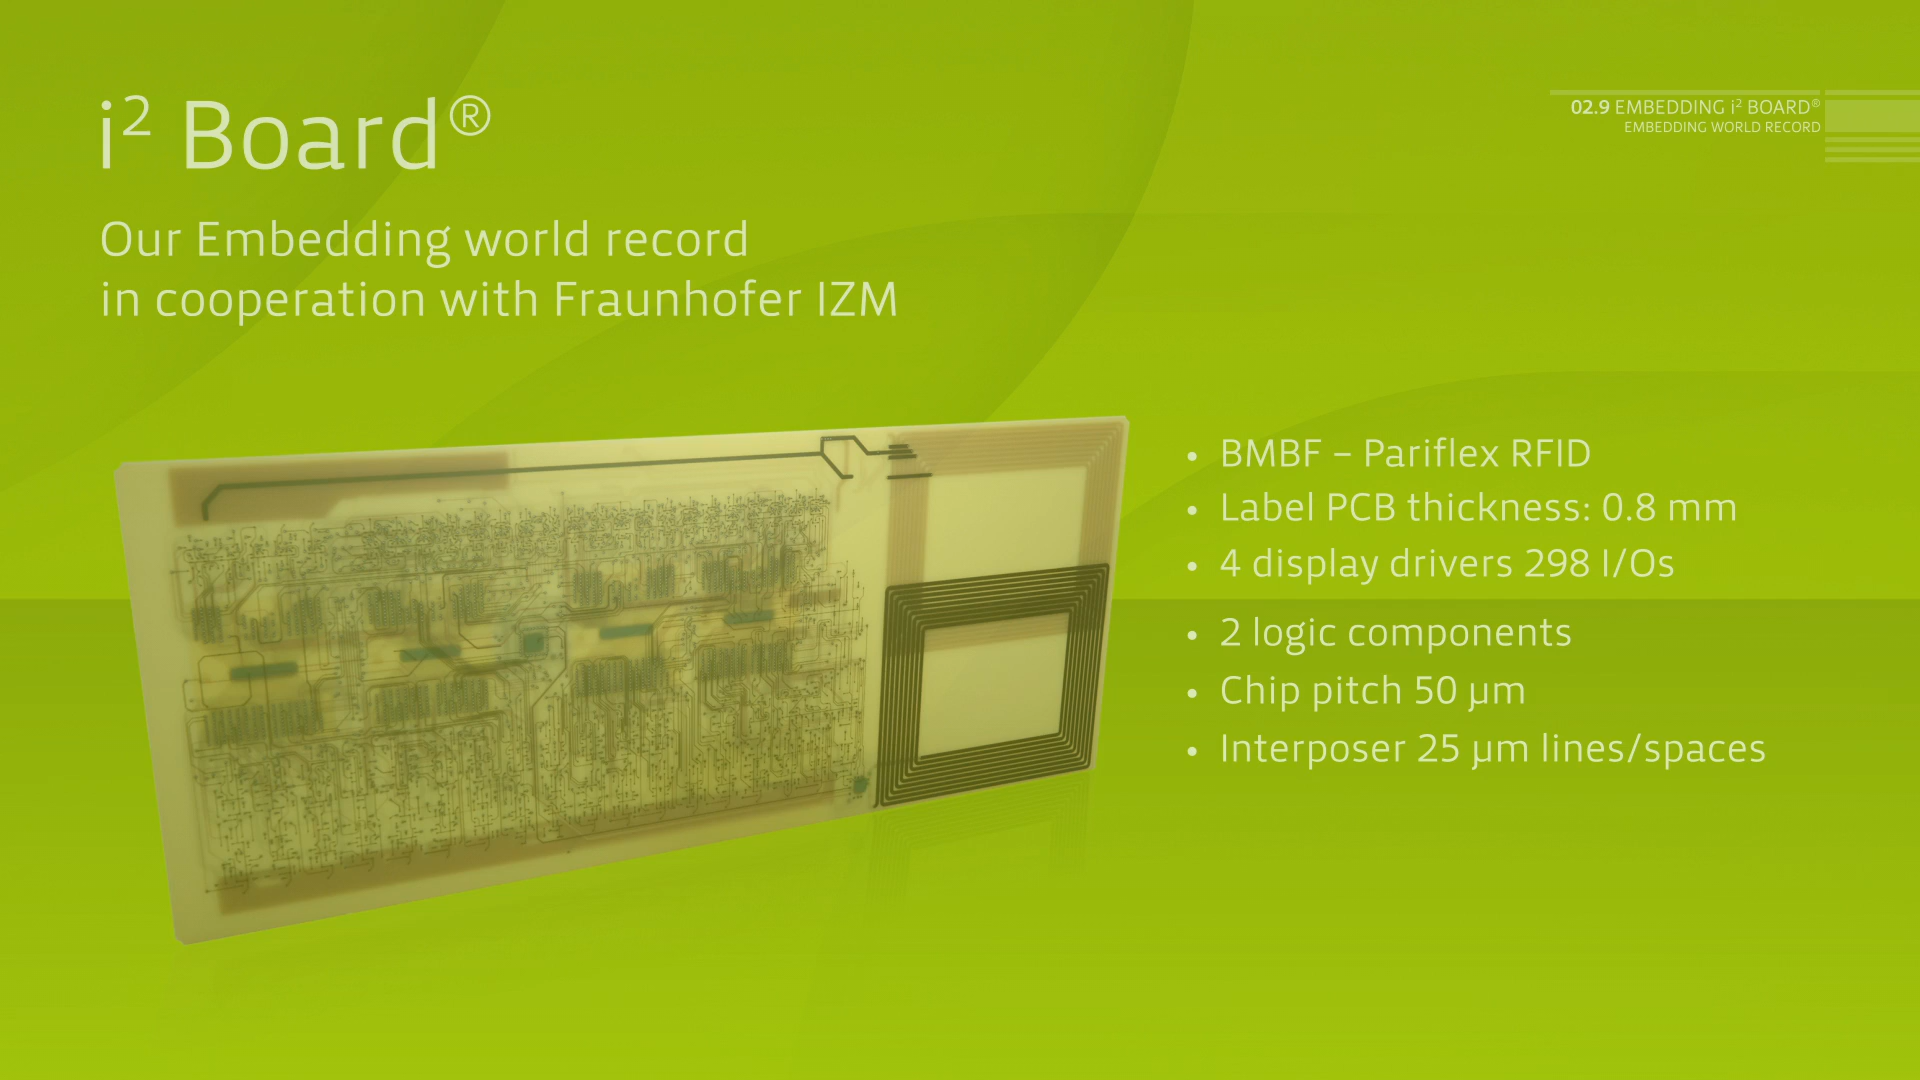 i² Board®
Our Embedding world record
in cooperation with Fraunhofer IZM
02.9 EMBEDDING i² BOARD®
EMBEDDING WORLD RECORD
• BMBF – Pariflex RFID
• Label PCB thickness: 0.8 mm
• 4 display drivers 298 I/Os
• 2 logic components
• Chip pitch 50 µm
• Interposer 25 µm lines/spaces